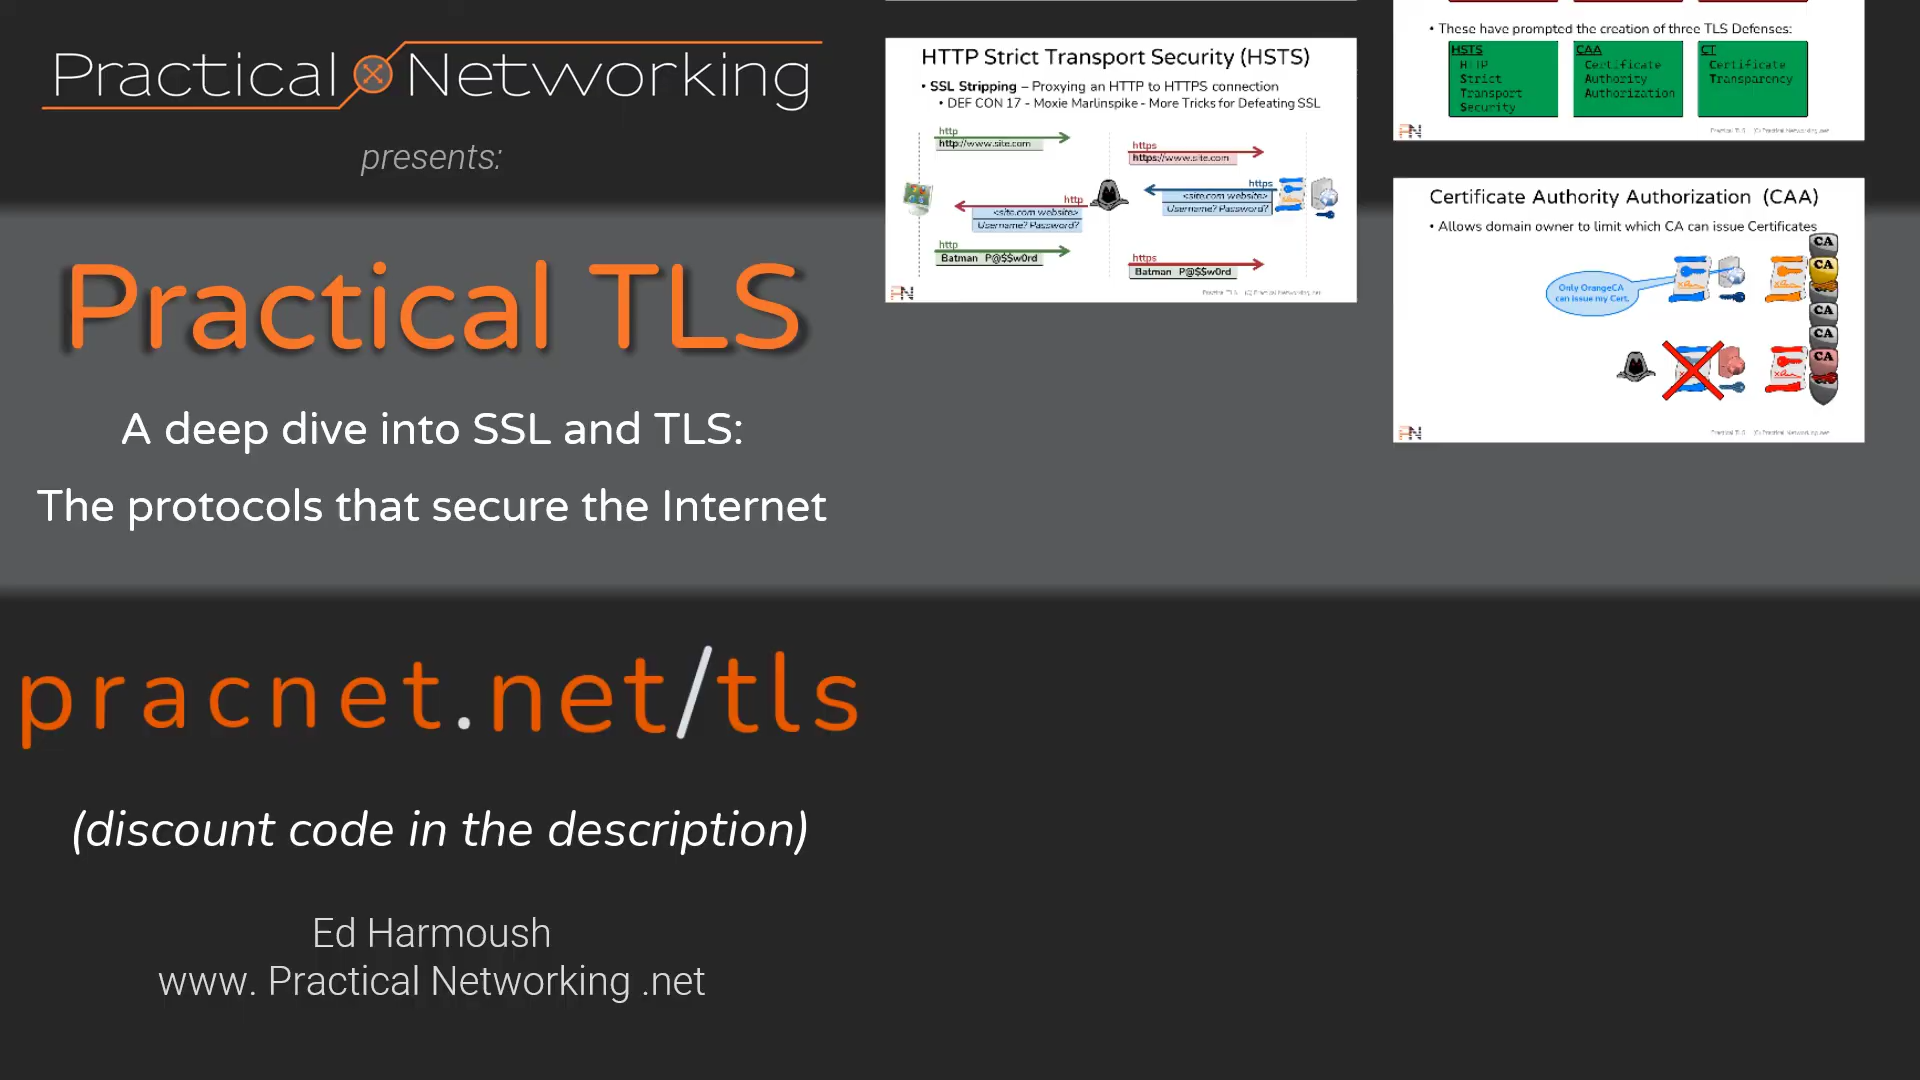 Practical Networking
presents:
Practical TLS
A deep dive into SSL and TLS:
The protocols that secure the Internet
pracnet.net/tls
(discount code in the description)
Ed Harmoush
www. Practical Networking .net
HTTP Strict Transport Security (HSTS)
• SSL Stripping – Proxying an HTTP to HTTPS connection
• DEF CON 17 - Moxie Marlinspike - More Tricks for Defeating SSL
http
http://www.site.com
https
https://www.site.com
https
<site.com website>
Username? Password?
http
<site.com website>
Username? Password?
http
Batman P@$$w0rd
https
Batman P@$$w0rd
• These have prompted the creation of three TLS Defenses:
HSTS
HTTP
Strict
Transport
Security
CAA
Certificate
Authority
Authorization
CT
Certificate
Transparency
Certificate Authority Authorization (CAA)
• Allows domain owner to limit which CA can issue Certificates
Only OrangeCA
can issue my Cert.
CA
CA
CA
CA
CA